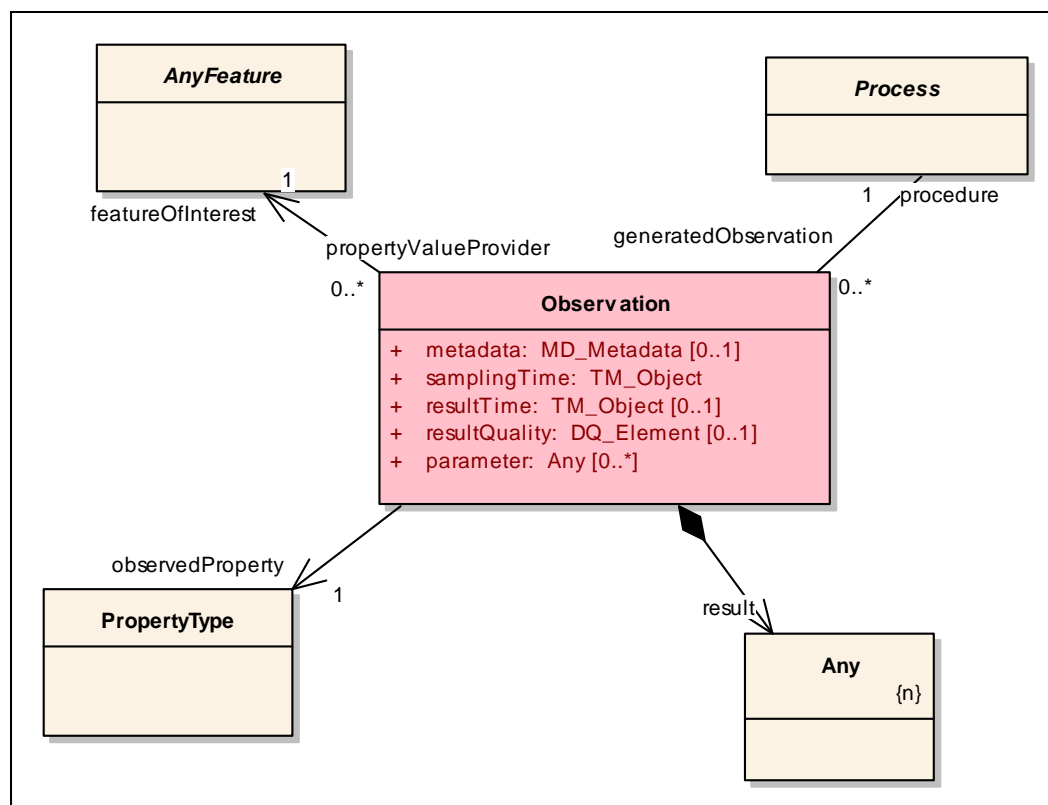 AnyFeature
Process
1
featureOfInterest
1 procedure
propertyValueProvider
generatedObservation
0..*
0..*
Observation
+ metadata: MD_Metadata [0..1]
+ samplingTime: TM_Object
+ resultTime: TM_Object [0..1]
+ resultQuality: DQ_Element [0..1]
+ parameter: Any [0..*]
observedProperty
1
PropertyType
result
Any
{n}